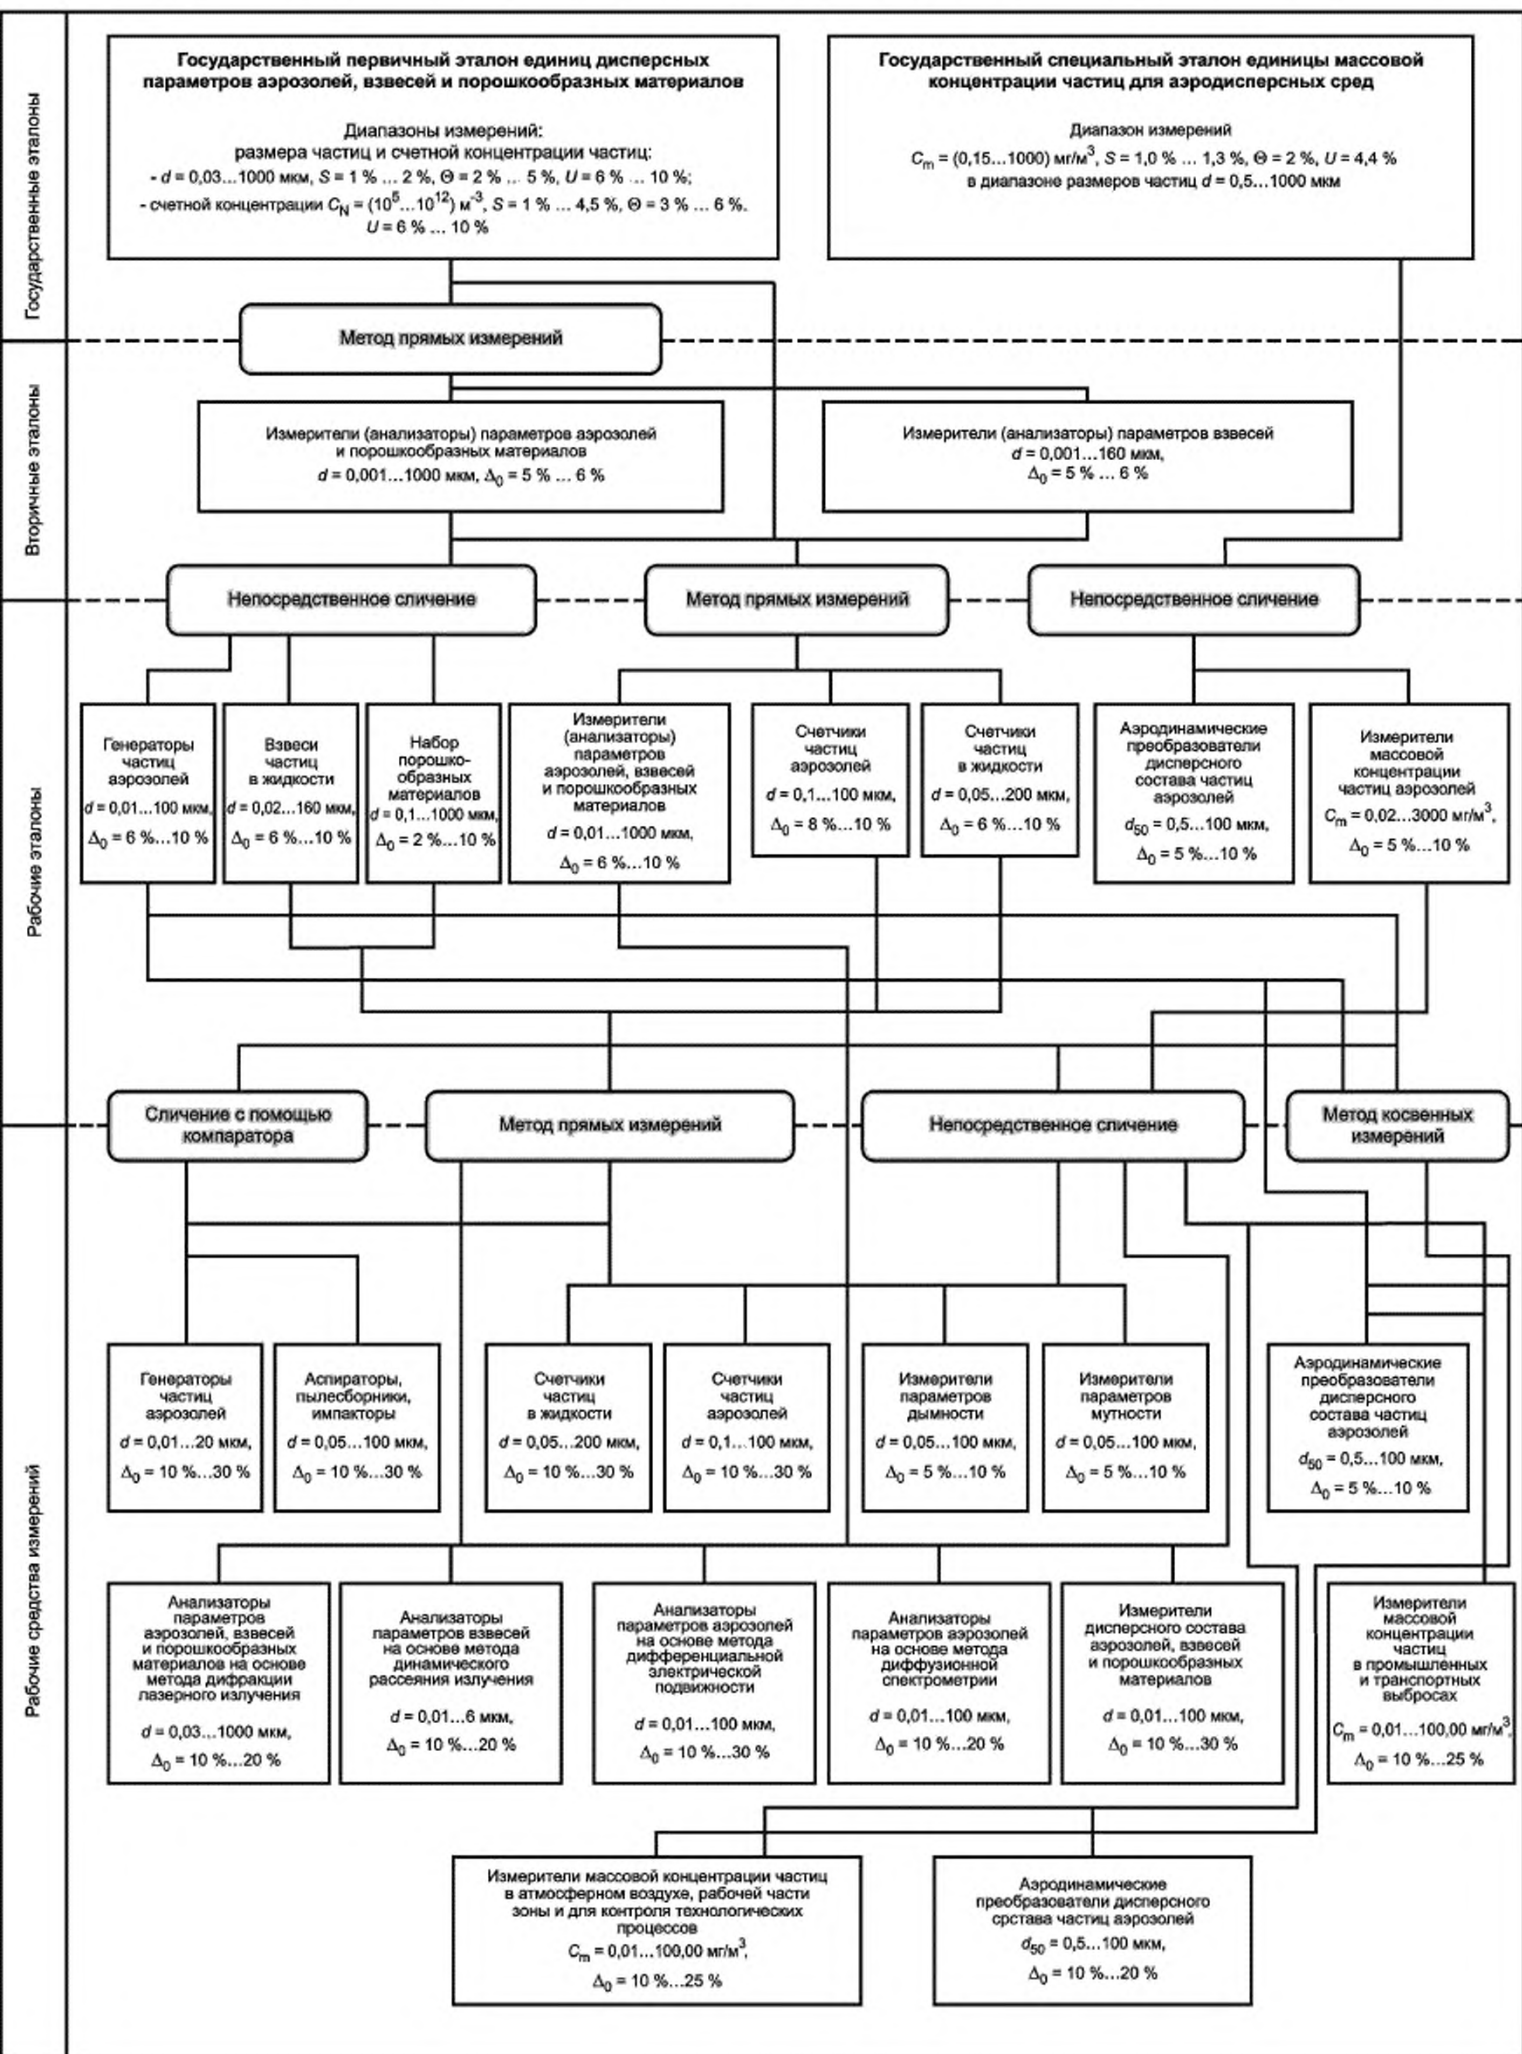 Государственные эталоны
Государственный первичный эталон единиц дисперсных
параметров аэрозолей, взвесей и порошкообразных материалов
Диапазоны измерений:
размера частиц и счетной концентрации частиц:
- d = 0,03...1000 мкм, S = 1 % ... 2 %, Θ = 2 % ... 5 %, U = 6 % ... 10 %;
- счетной концентрации C_N = (10⁵...10¹²) м⁻³, S = 1 % ... 4,5 %, Θ = 3 % ... 6 %.
U = 6 % ... 10 %
Государственный специальный эталон единицы массовой
концентрации частиц для аэродисперсных сред
Диапазон измерений
C_m = (0,15...1000) мг/м³, S = 1,0 % ... 1,3 %, Θ = 2 %, U = 4,4 %
в диапазоне размеров частиц d = 0,5...1000 мкм
Метод прямых измерений
Вторичные эталоны
Измерители (анализаторы) параметров аэрозолей
и порошкообразных материалов
d = 0,001...1000 мкм, Δ₀ = 5 % ... 6 %
Измерители (анализаторы) параметров взвесей
d = 0,001...160 мкм,
Δ₀ = 5 % ... 6 %
Непосредственное сличение
Метод прямых измерений
Непосредственное сличение
Рабочие эталоны
Генераторы
частиц
аэрозолей
d = 0,01...100 мкм,
Δ₀ = 6 %...10 %
Взвеси
частиц
в жидкости
d = 0,02...160 мкм,
Δ₀ = 6 %...10 %
Набор
порошко-
образных
материалов
d = 0,1...1000 мкм,
Δ₀ = 2 %...10 %
Измерители
(анализаторы)
параметров
аэрозолей, взвесей
и порошкообразных
материалов
d = 0,01...1000 мкм,
Δ₀ = 6 %...10 %
Счетчики
частиц
аэрозолей
d = 0,1...100 мкм,
Δ₀ = 8 %...10 %
Счетчики
частиц
в жидкости
d = 0,05...200 мкм,
Δ₀ = 6 %...10 %
Аэродинамические
преобразователи
дисперсного
состава частиц
аэрозолей
d₅₀ = 0,5...100 мкм,
Δ₀ = 5 %...10 %
Измерители
массовой
концентрации
частиц аэрозолей
C_m = 0,02...3000 мг/м³,
Δ₀ = 5 %...10 %
Сличение с помощью
компаратора
Метод прямых измерений
Непосредственное сличение
Метод косвенных
измерений
Рабочие средства измерений
Генераторы
частиц
аэрозолей
d = 0,01...20 мкм,
Δ₀ = 10 %...30 %
Аспираторы,
пылесборники,
импакторы
d = 0,05...100 мкм,
Δ₀ = 10 %...30 %
Счетчики
частиц
в жидкости
d = 0,05...200 мкм,
Δ₀ = 10 %...30 %
Счетчики
частиц
аэрозолей
d = 0,1...100 мкм,
Δ₀ = 10 %...30 %
Измерители
параметров
дымности
d = 0,05...100 мкм,
Δ₀ = 5 %...10 %
Измерители
параметров
мутности
d = 0,05...100 мкм,
Δ₀ = 5 %...10 %
Аэродинамические
преобразователи
дисперсного
состава частиц
аэрозолей
d₅₀ = 0,5...100 мкм,
Δ₀ = 5 %...10 %
Анализаторы
параметров
аэрозолей, взвесей
и порошкообразных
материалов на основе
метода дифракции
лазерного излучения
d = 0,03...1000 мкм,
Δ₀ = 10 %...20 %
Анализаторы
параметров взвесей
на основе метода
динамического
рассеяния излучения
d = 0,01...6 мкм,
Δ₀ = 10 %...20 %
Анализаторы
параметров аэрозолей
на основе метода
дифференциальной
электрической
подвижности
d = 0,01...100 мкм,
Δ₀ = 10 %...30 %
Анализаторы
параметров аэрозолей
на основе метода
диффузионной
спектрометрии
d = 0,01...100 мкм,
Δ₀ = 10 %...20 %
Измерители
дисперсного состава
аэрозолей, взвесей
и порошкообразных
материалов
d = 0,01...100 мкм,
Δ₀ = 10 %...30 %
Измерители
массовой
концентрации
частиц
в промышленных
и транспортных
выбросах
C_m = 0,01...100,00 мг/м³,
Δ₀ = 10 %...25 %
Измерители массовой концентрации частиц
в атмосферном воздухе, рабочей части
зоны и для контроля технологических
процессов
C_m = 0,01...100,00 мг/м³,
Δ₀ = 10 %...25 %
Аэродинамические
преобразователи дисперсного
срстава частиц аэрозолей
d₅₀ = 0,5...100 мкм,
Δ₀ = 10 %...20 %